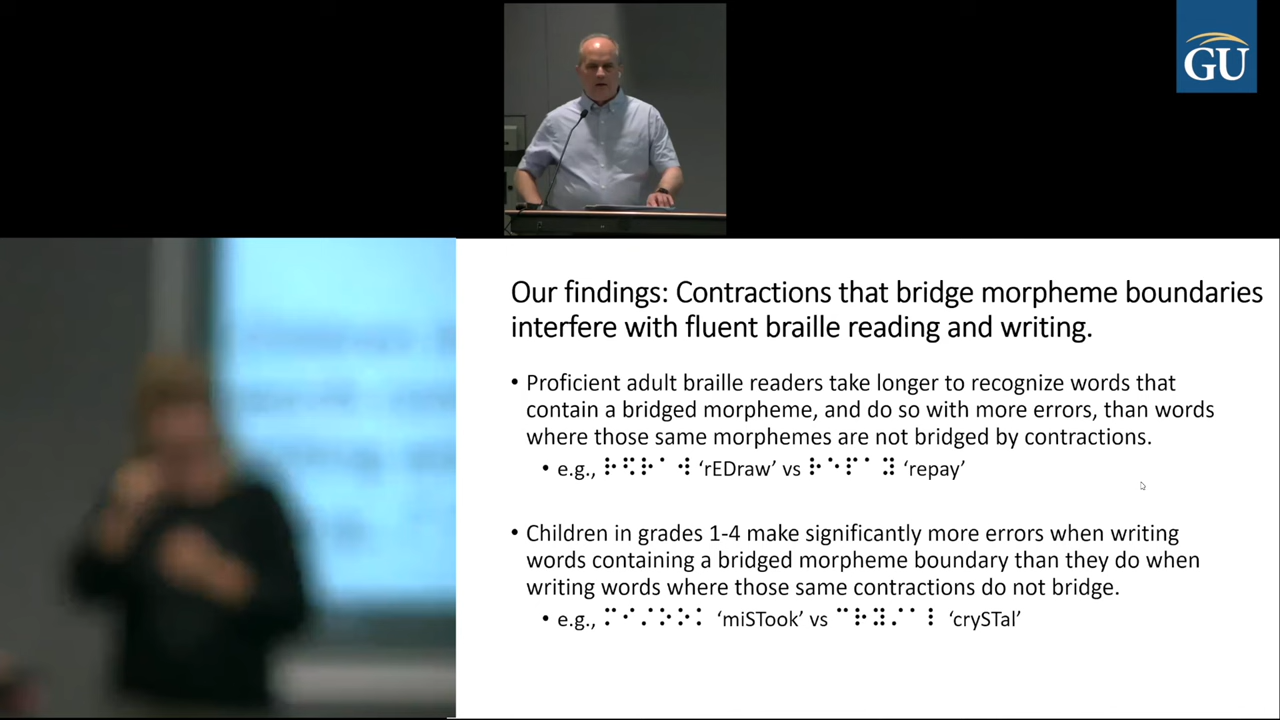 GU
Our findings: Contractions that bridge morpheme boundaries
interfere with fluent braille reading and writing.
• Proficient adult braille readers take longer to recognize words that
contain a bridged morpheme, and do so with more errors, than words
where those same morphemes are not bridged by contractions.
• e.g., ⠗⠫⠗⠁⠺ ‘rEDraw’ vs ⠗⠑⠏⠁⠽ ‘repay’
• Children in grades 1-4 make significantly more errors when writing
words containing a bridged morpheme boundary than they do when
writing words where those same contractions do not bridge.
• e.g., ⠍⠊⠌⠕⠕⠅ ‘miSTook’ vs ⠉⠗⠽⠌⠁⠇ ‘crySTal’